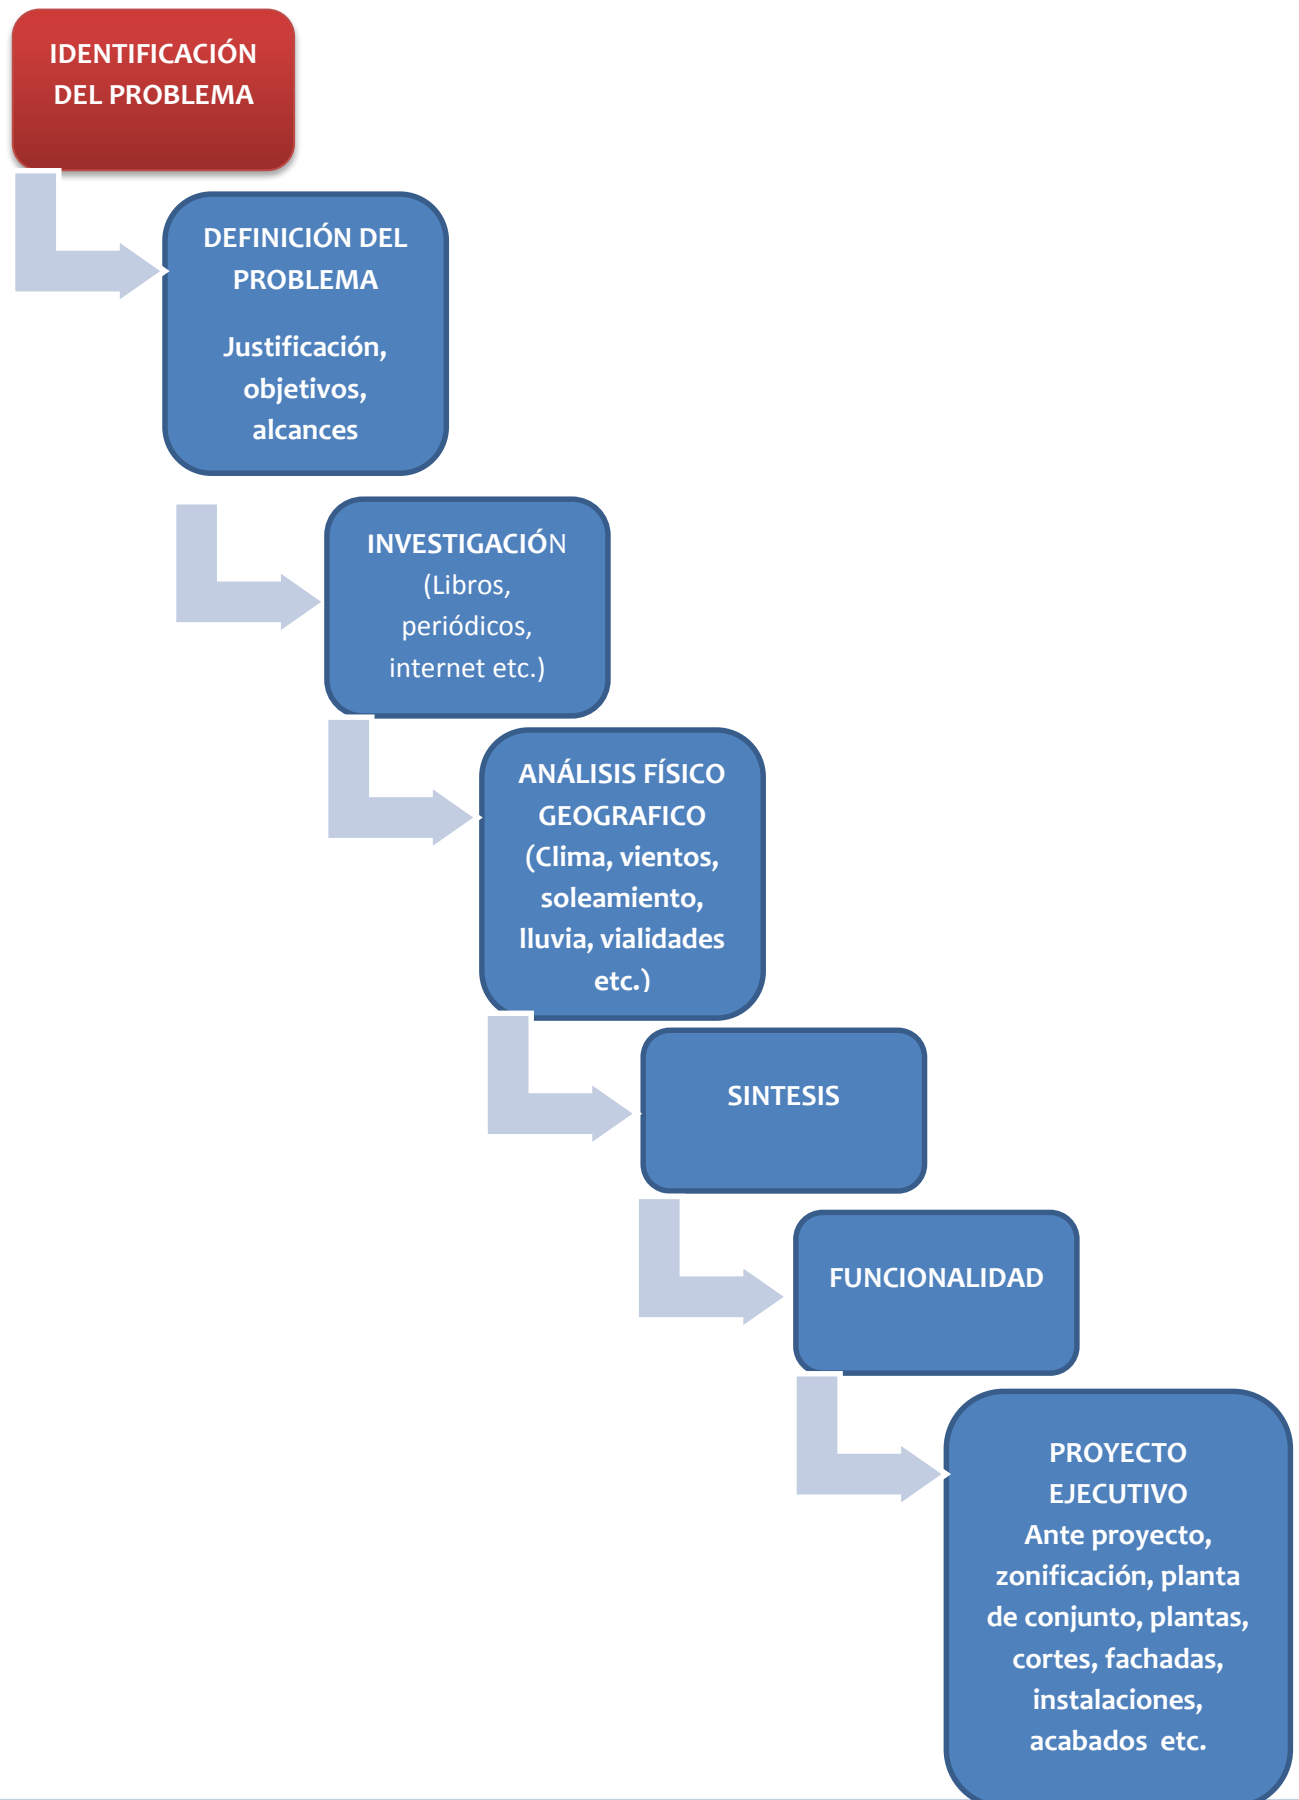 IDENTIFICACIÓN
DEL PROBLEMA
DEFINICIÓN DEL
PROBLEMA
Justificación,
objetivos,
alcances
INVESTIGACIÓN
(Libros,
periódicos,
internet etc.)
ANÁLISIS FÍSICO
GEOGRAFICO
(Clima, vientos,
soleamiento,
lluvia, vialidades
etc.)
SINTESIS
FUNCIONALIDAD
PROYECTO
EJECUTIVO
Ante proyecto,
zonificación, planta
de conjunto, plantas,
cortes, fachadas,
instalaciones,
acabados  etc.